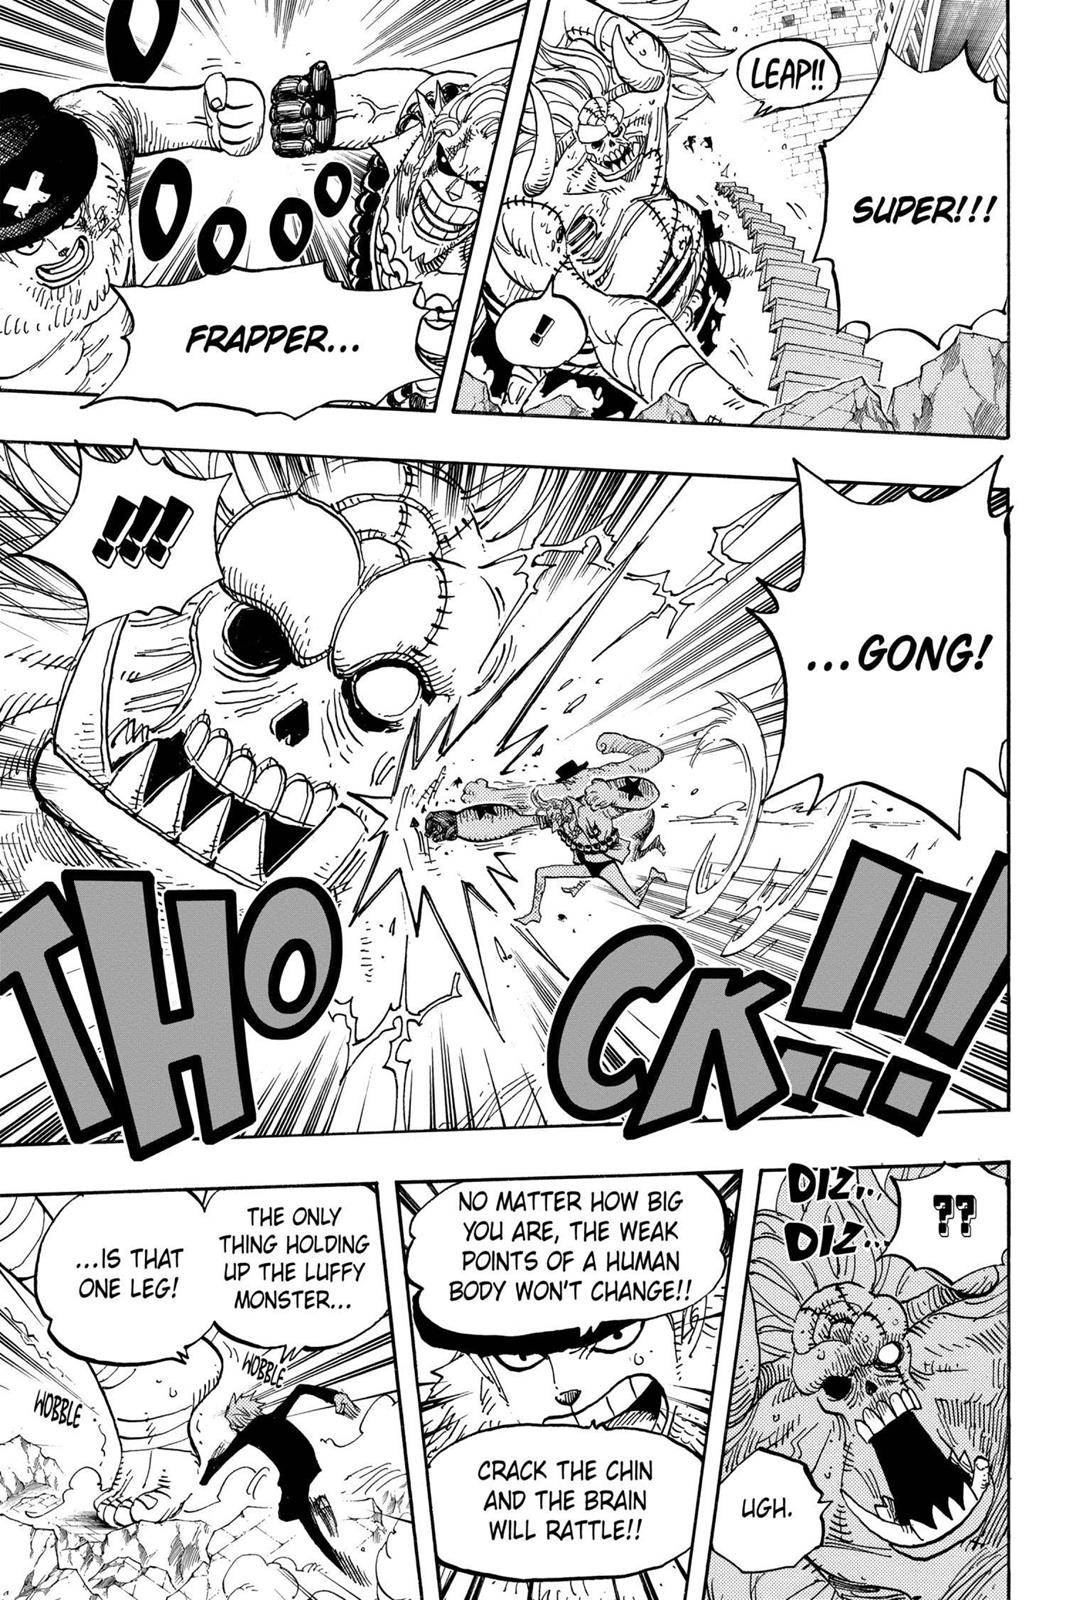 LEAP!!
SUPER!!!
!
FRAPPER...
...GONG!
!!!
THOCK!!!
DIZ...
DIZ...
??
UGH.
NO MATTER HOW BIG
YOU ARE, THE WEAK
POINTS OF A HUMAN
BODY WON'T CHANGE!!
CRACK THE CHIN
AND THE BRAIN
WILL RATTLE!!
THE ONLY
THING HOLDING
UP THE LUFFY
MONSTER...
...IS THAT
ONE LEG!
WOBBLE
WOBBLE